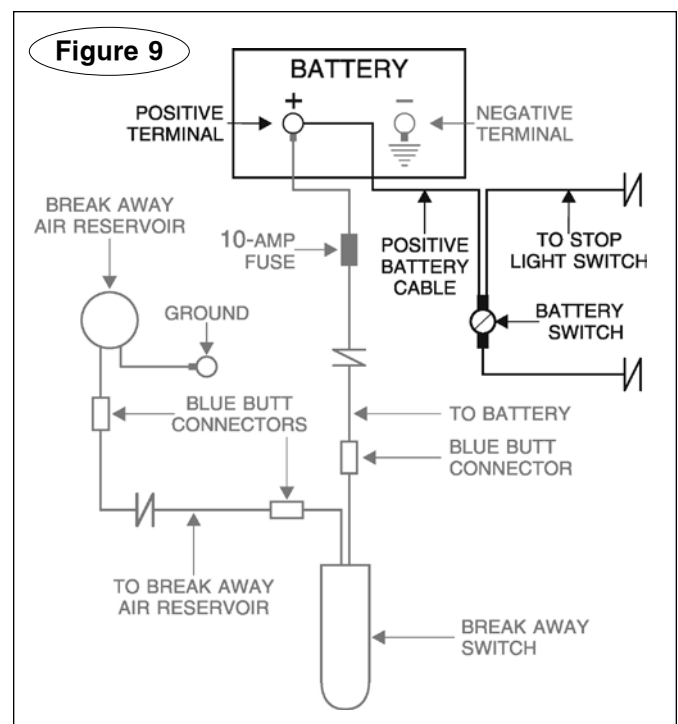 Figure 9
BATTERY
+
−
POSITIVE
TERMINAL
NEGATIVE
TERMINAL
BREAK AWAY
AIR RESERVOIR
10-AMP
FUSE
POSITIVE
BATTERY
CABLE
TO STOP
LIGHT SWITCH
GROUND
BATTERY
SWITCH
BLUE BUTT
CONNECTORS
TO BATTERY
BLUE BUTT
CONNECTOR
TO BREAK AWAY
AIR RESERVOIR
BREAK AWAY
SWITCH